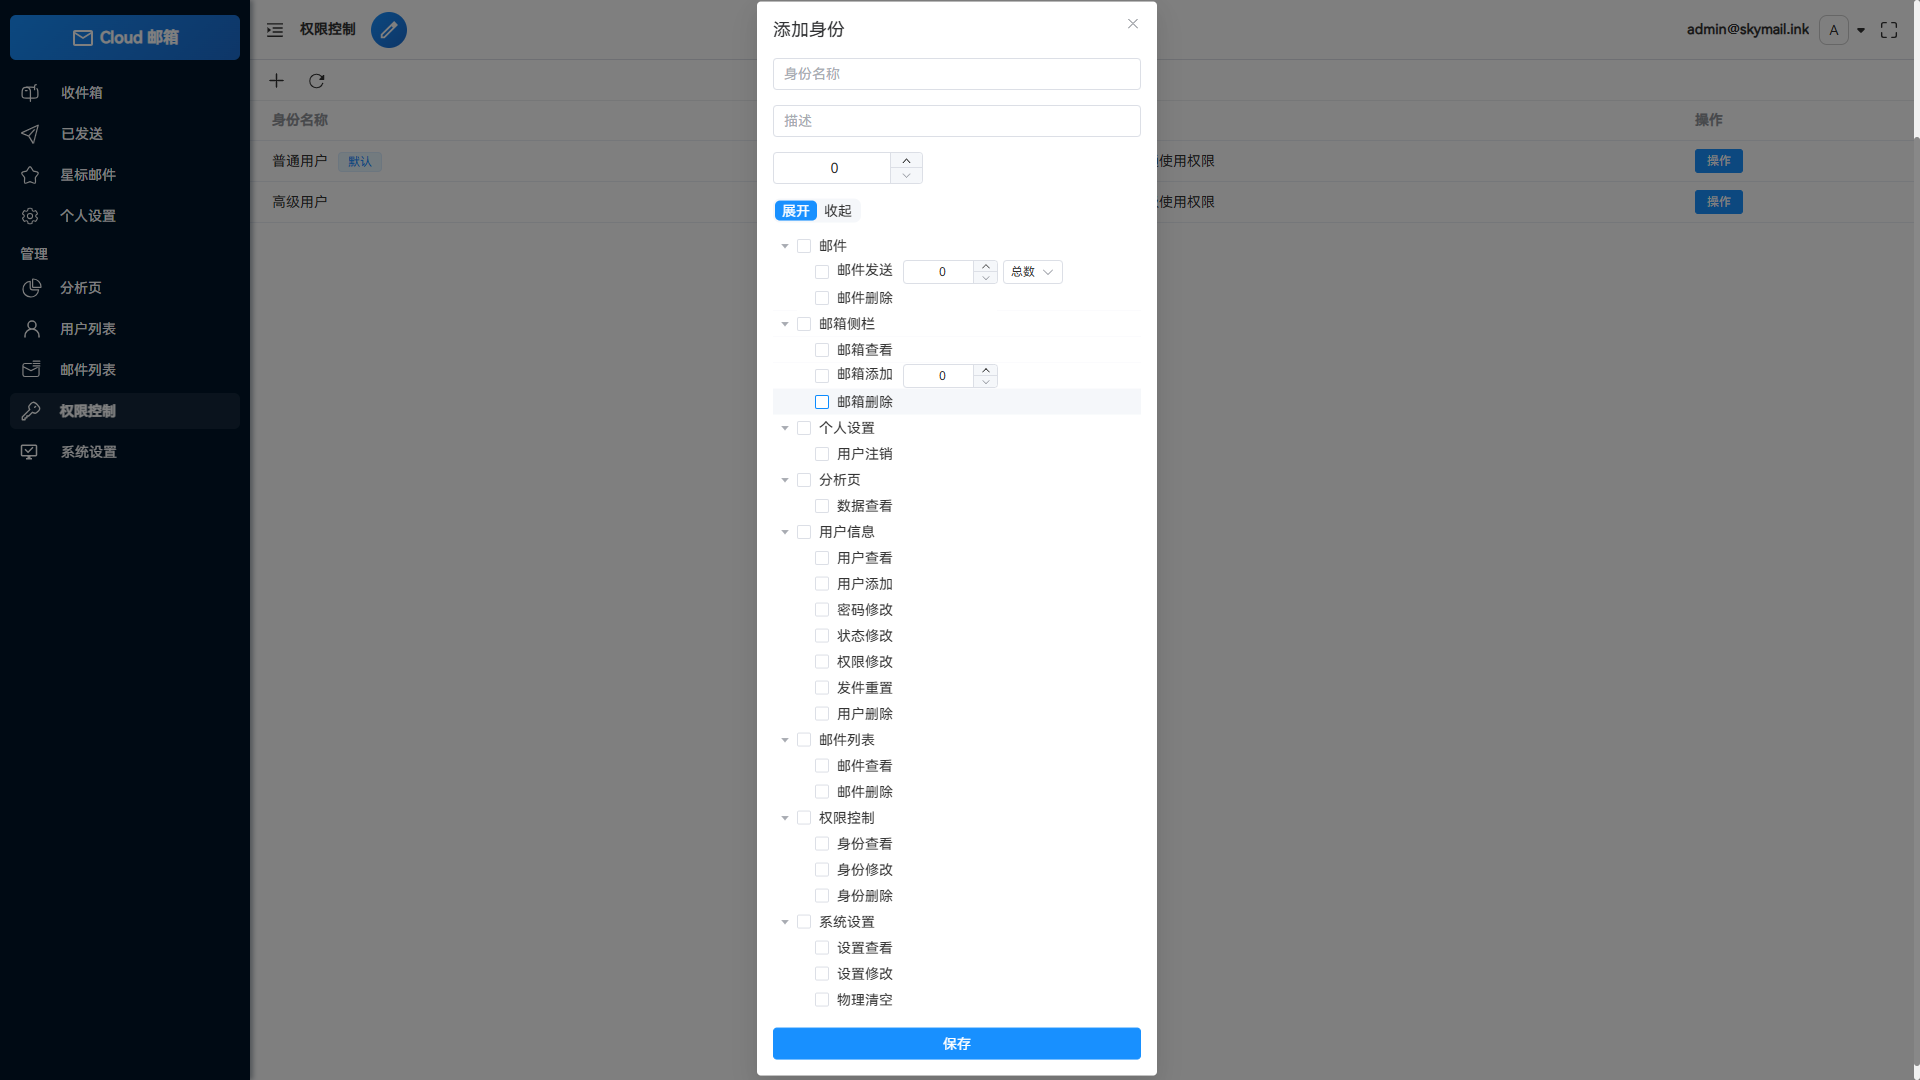 Cloud 邮箱
收件箱
已发送
星标邮件
个人设置
管理
分析页
用户列表
邮件列表
权限控制
系统设置
权限控制
admin@skymail.ink
A
身份名称
操作
普通用户 默认
使用权限
操作
高级用户
使用权限
操作
添加身份
身份名称
描述
0
展开 收起
邮件
邮件发送 0 总数
邮件删除
邮箱侧栏
邮箱查看
邮箱添加 0
邮箱删除
个人设置
用户注销
分析页
数据查看
用户信息
用户查看
用户添加
密码修改
状态修改
权限修改
发件重置
用户删除
邮件列表
邮件查看
邮件删除
权限控制
身份查看
身份修改
身份删除
系统设置
设置查看
设置修改
物理清空
保存